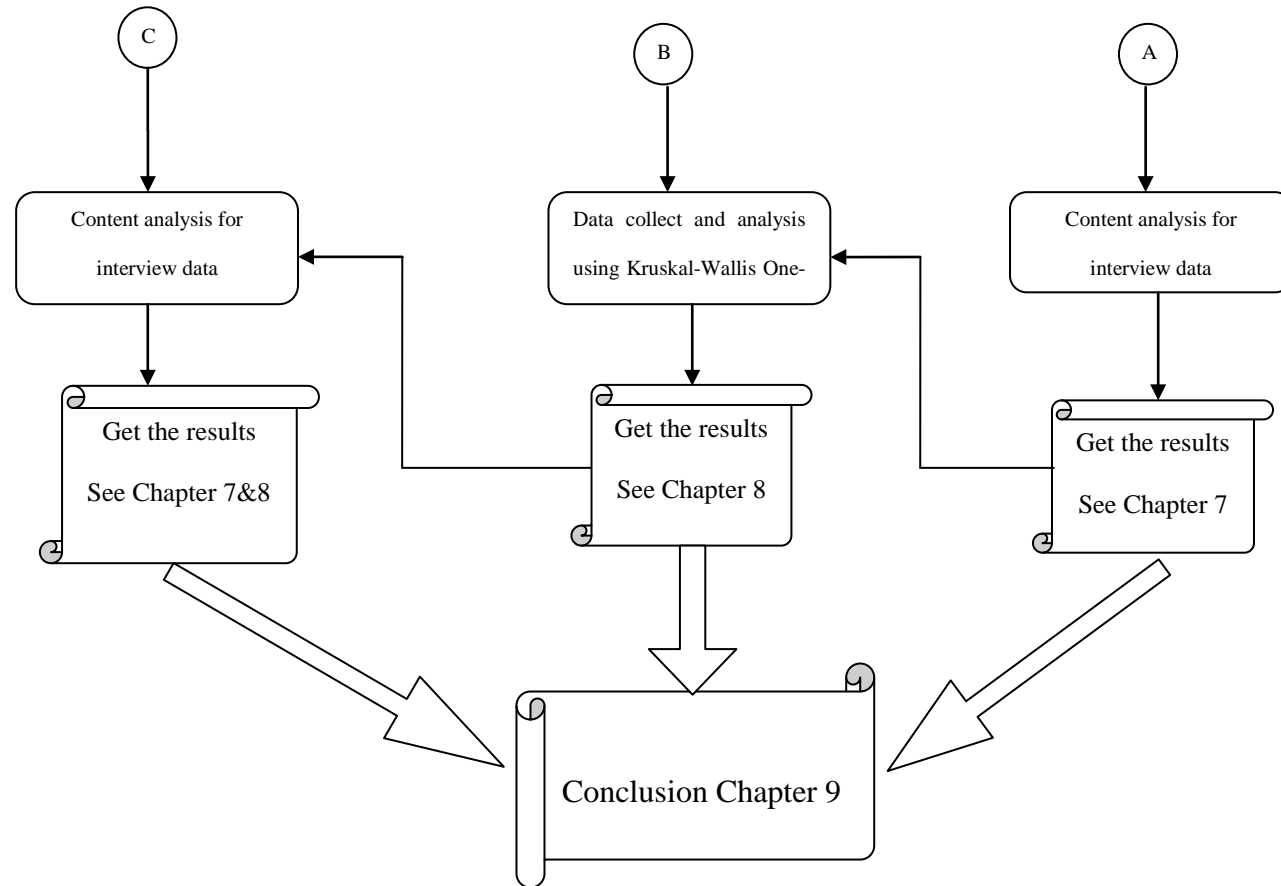 C
B
A
Content analysis for
interview data
Data collect and analysis
using Kruskal-Wallis One-
Content analysis for
interview data
Get the results
See Chapter 7&8
Get the results
See Chapter 8
Get the results
See Chapter 7
Conclusion Chapter 9